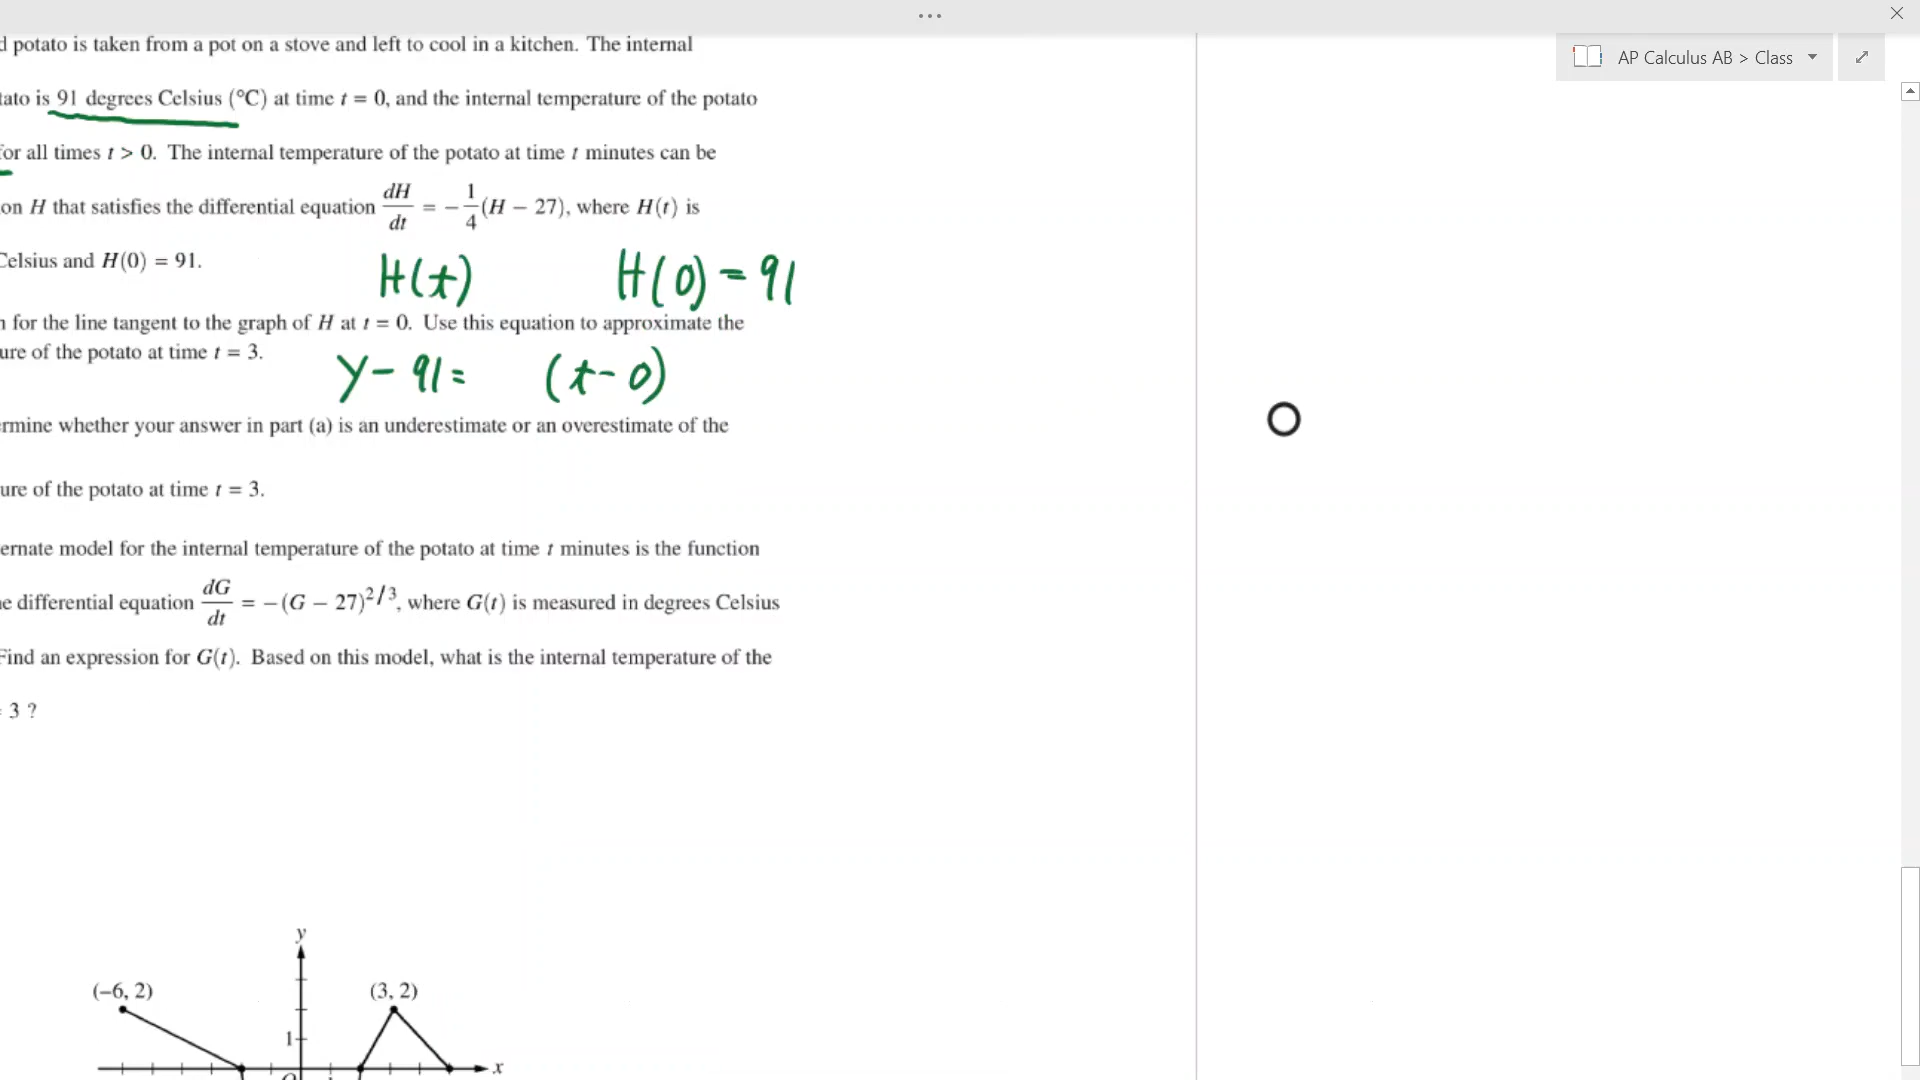 d potato is taken from a pot on a stove and left to cool in a kitchen. The internal
AP Calculus AB > Class
tato is 91 degrees Celsius (°C) at time t = 0, and the internal temperature of the potato
for all times t > 0. The internal temperature of the potato at time t minutes can be
on H that satisfies the differential equation dH/dt = −1/4(H − 27), where H(t) is
Celsius and H(0) = 91.
H(t) H(0) = 91
n for the line tangent to the graph of H at t = 0. Use this equation to approximate the
ure of the potato at time t = 3.
y - 91 = (t - 0)
ermine whether your answer in part (a) is an underestimate or an overestimate of the
ure of the potato at time t = 3.
ernate model for the internal temperature of the potato at time t minutes is the function
e differential equation dG/dt = −(G − 27)^2/3, where G(t) is measured in degrees Celsius
Find an expression for G(t). Based on this model, what is the internal temperature of the
= 3 ?
y
(−6, 2) (3, 2)
1
x
O